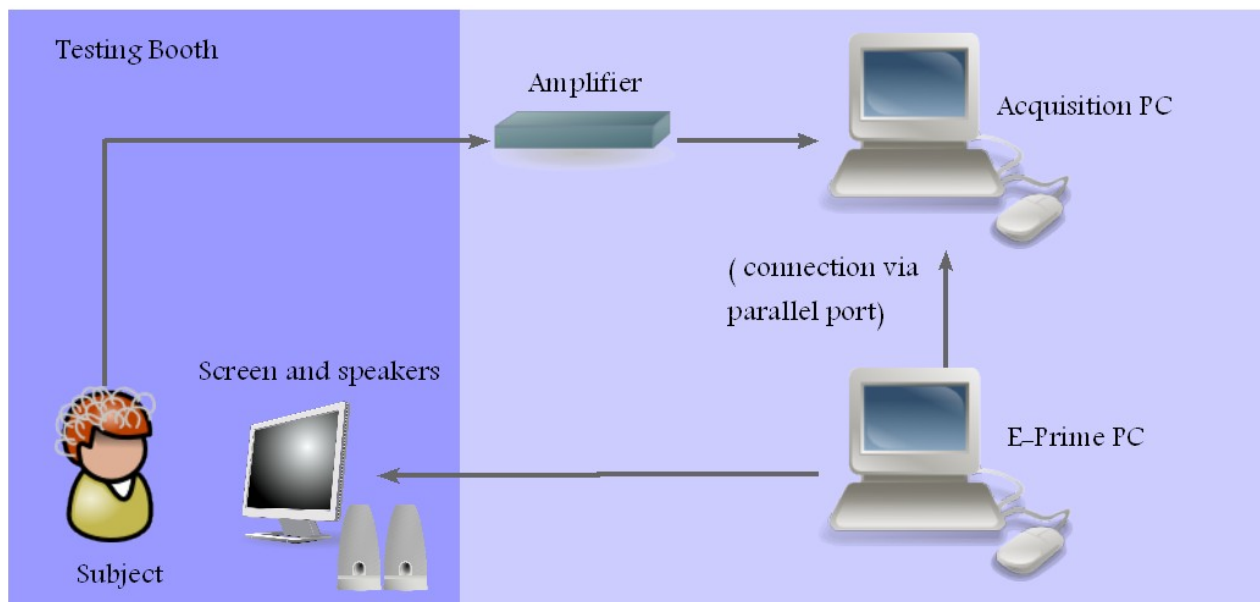 Testing Booth
Amplifier
Acquisition PC
( connection via
parallel port)
Screen and speakers
E-Prime PC
Subject